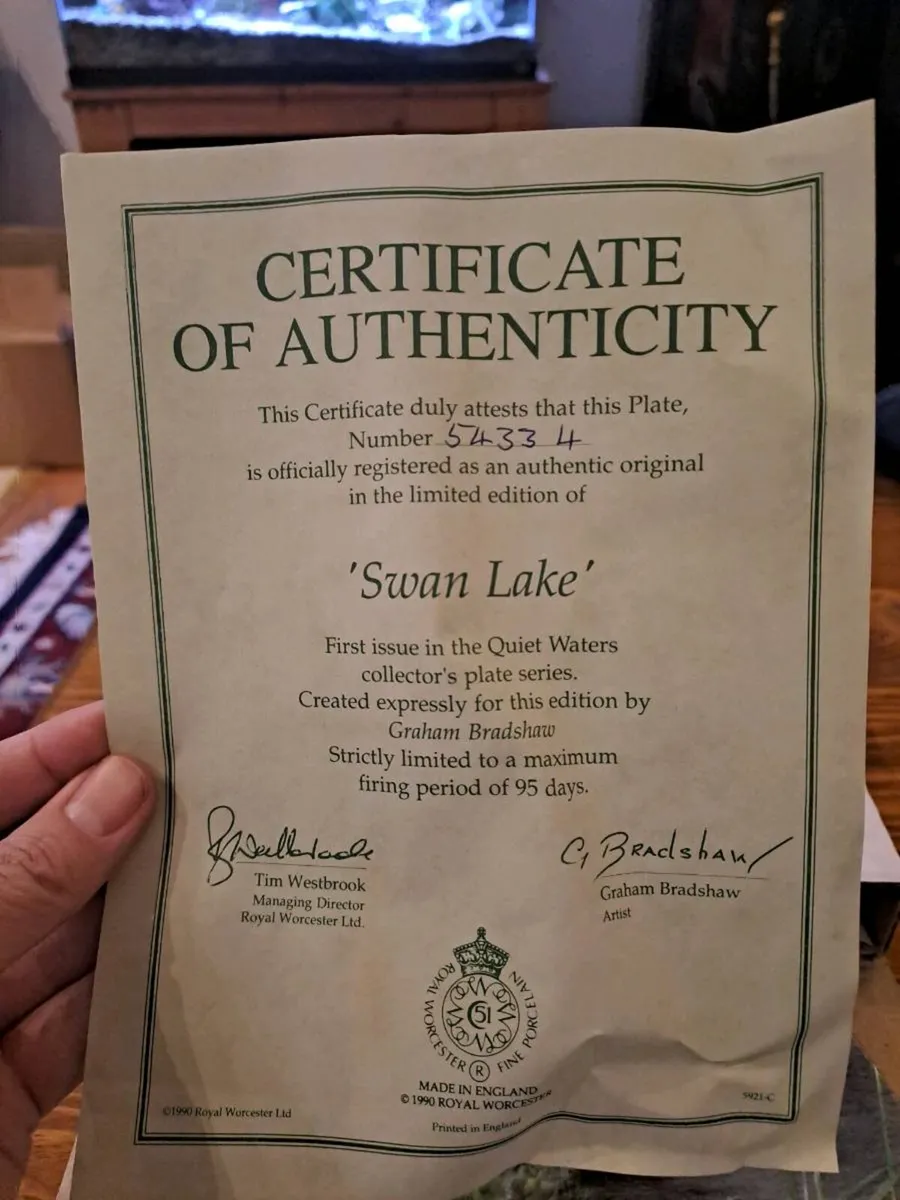 CERTIFICATE
OF AUTHENTICITY
This Certificate duly attests that this Plate,
Number 54334
is officially registered as an authentic original
in the limited edition of
'Swan Lake'
First issue in the Quiet Waters
collector's plate series.
Created expressly for this edition by
Graham Bradshaw
Strictly limited to a maximum
firing period of 95 days.
G Bradshaw
Tim Westbrook
Managing Director
Royal Worcester Ltd.
Graham Bradshaw
Artist
ROYAL WORCESTER FINE PORCELAIN
C 51
®
MADE IN ENGLAND
©1990 ROYAL WORCESTER
Printed in England
©1990 Royal Worcester Ltd
5921-C